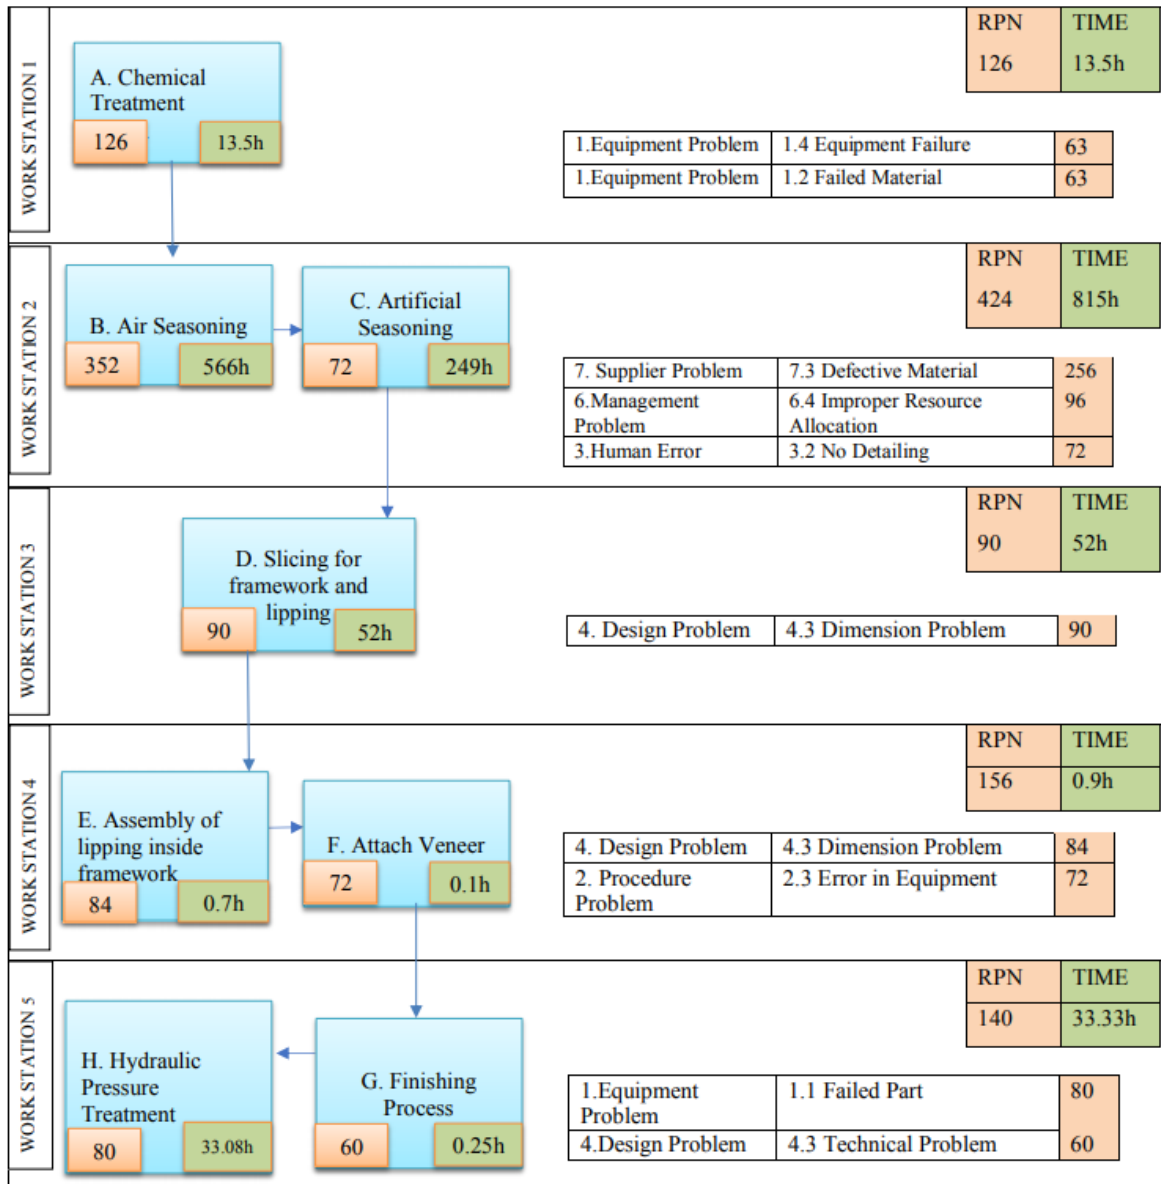 WORK STATION 1
A. Chemical
Treatment
126
13.5h
RPN TIME
126 13.5h
1.Equipment Problem 1.4 Equipment Failure 63
1.Equipment Problem 1.2 Failed Material 63
WORK STATION 2
B. Air Seasoning
352
566h
C. Artificial
Seasoning
72
249h
RPN TIME
424 815h
7. Supplier Problem 7.3 Defective Material 256
6.Management 6.4 Improper Resource 96
Problem Allocation
3.Human Error 3.2 No Detailing 72
WORK STATION 3
D. Slicing for
framework and
lipping
90
52h
RPN TIME
90 52h
4. Design Problem 4.3 Dimension Problem 90
WORK STATION 4
E. Assembly of
lipping inside
framework
84
0.7h
F. Attach Veneer
72
0.1h
RPN TIME
156 0.9h
4. Design Problem 4.3 Dimension Problem 84
2. Procedure 2.3 Error in Equipment 72
Problem
WORK STATION 5
H. Hydraulic
Pressure
Treatment
80
33.08h
G. Finishing
Process
60
0.25h
RPN TIME
140 33.33h
1.Equipment 1.1 Failed Part 80
Problem
4.Design Problem 4.3 Technical Problem 60